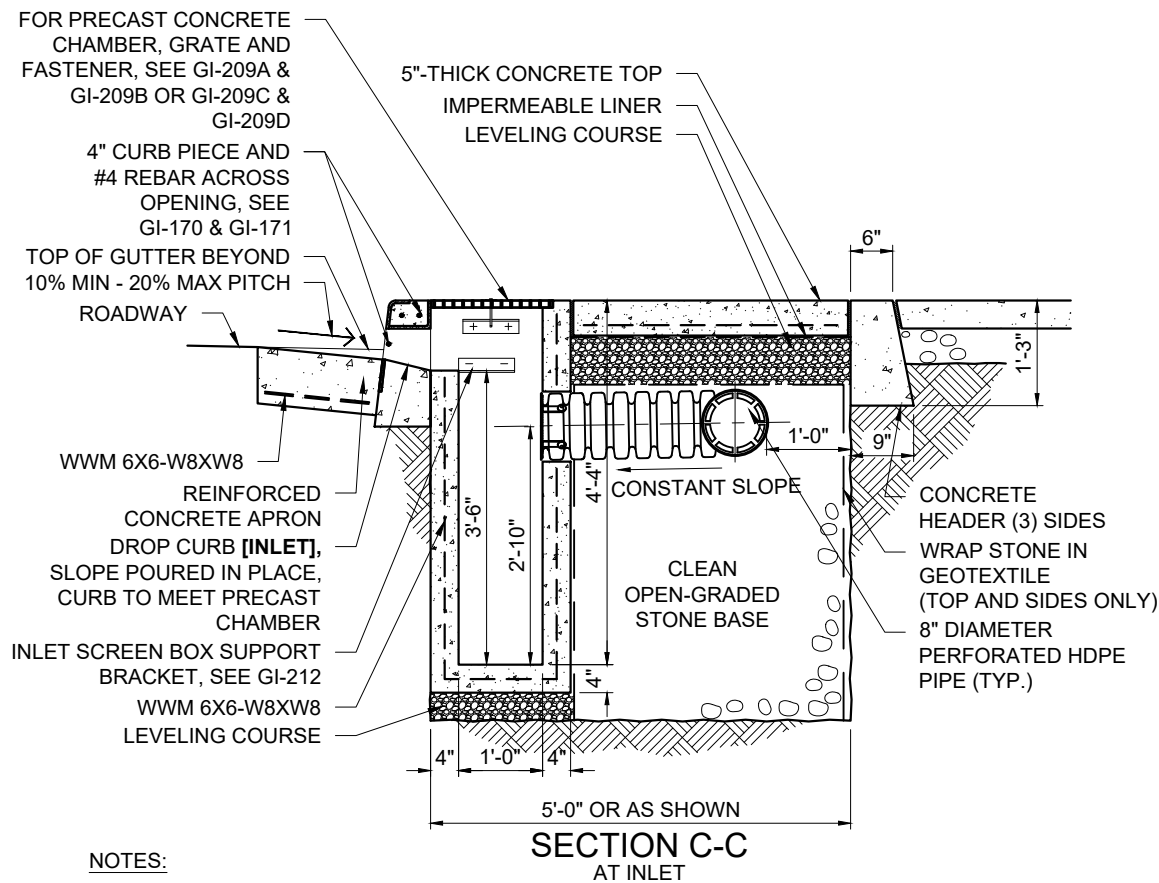 FOR PRECAST CONCRETE
CHAMBER, GRATE AND
FASTENER, SEE GI-209A &
GI-209B OR GI-209C &
GI-209D
4" CURB PIECE AND
#4 REBAR ACROSS
OPENING, SEE
GI-170 & GI-171
TOP OF GUTTER BEYOND
10% MIN - 20% MAX PITCH
ROADWAY
WWM 6X6-W8XW8
REINFORCED
CONCRETE APRON
DROP CURB [INLET],
SLOPE POURED IN PLACE,
CURB TO MEET PRECAST
CHAMBER
INLET SCREEN BOX SUPPORT
BRACKET, SEE GI-212
WWM 6X6-W8XW8
LEVELING COURSE
5"-THICK CONCRETE TOP
IMPERMEABLE LINER
LEVELING COURSE
6"
1'-3"
9"
1'-0"
CONSTANT SLOPE
4'-4"
3'-6"
2'-10"
4"
CLEAN
OPEN-GRADED
STONE BASE
CONCRETE
HEADER (3) SIDES
WRAP STONE IN
GEOTEXTILE
(TOP AND SIDES ONLY)
8" DIAMETER
PERFORATED HDPE
PIPE (TYP.)
4" 1'-0" 4"
5'-0" OR AS SHOWN
SECTION C-C
AT INLET
NOTES: